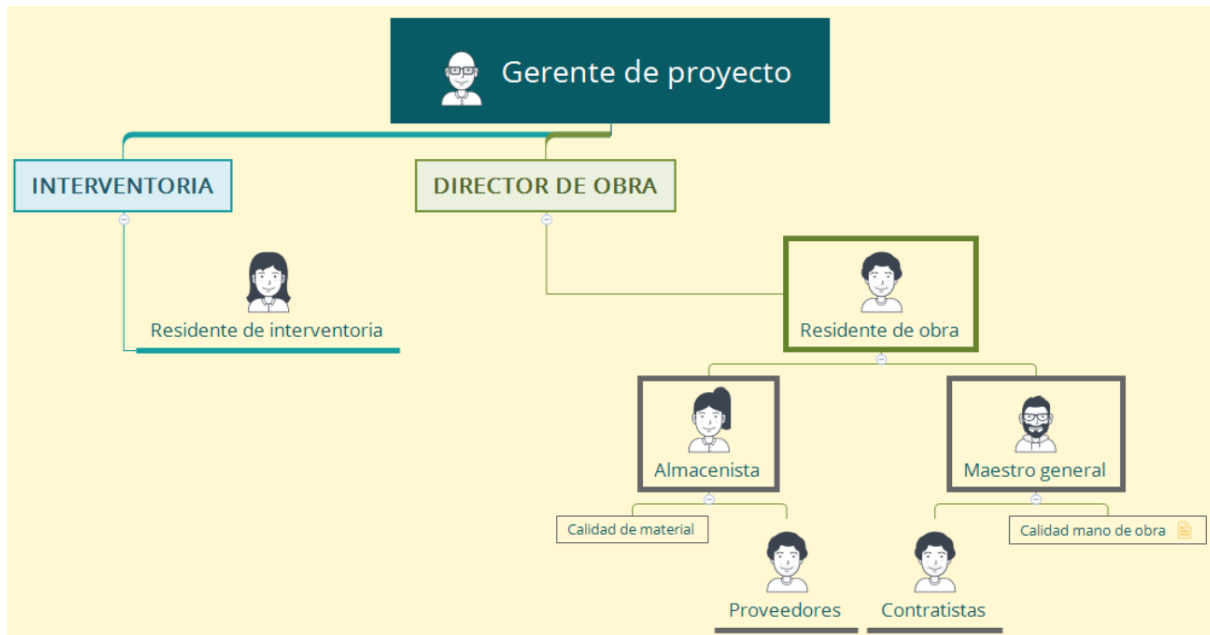 Gerente de proyecto
INTERVENTORIA
DIRECTOR DE OBRA
Residente de interventoria
Residente de obra
Almacenista
Maestro general
Calidad de material
Calidad mano de obra
Proveedores
Contratistas